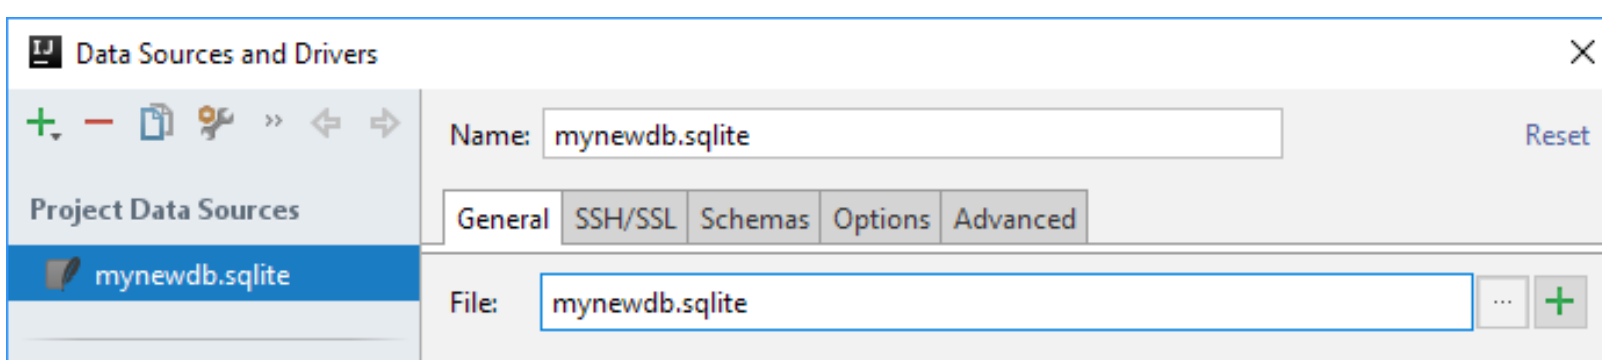 IJ
Data Sources and Drivers
Name: mynewdb.sqlite Reset
Project Data Sources
General SSH/SSL Schemas Options Advanced
mynewdb.sqlite
File: mynewdb.sqlite ...